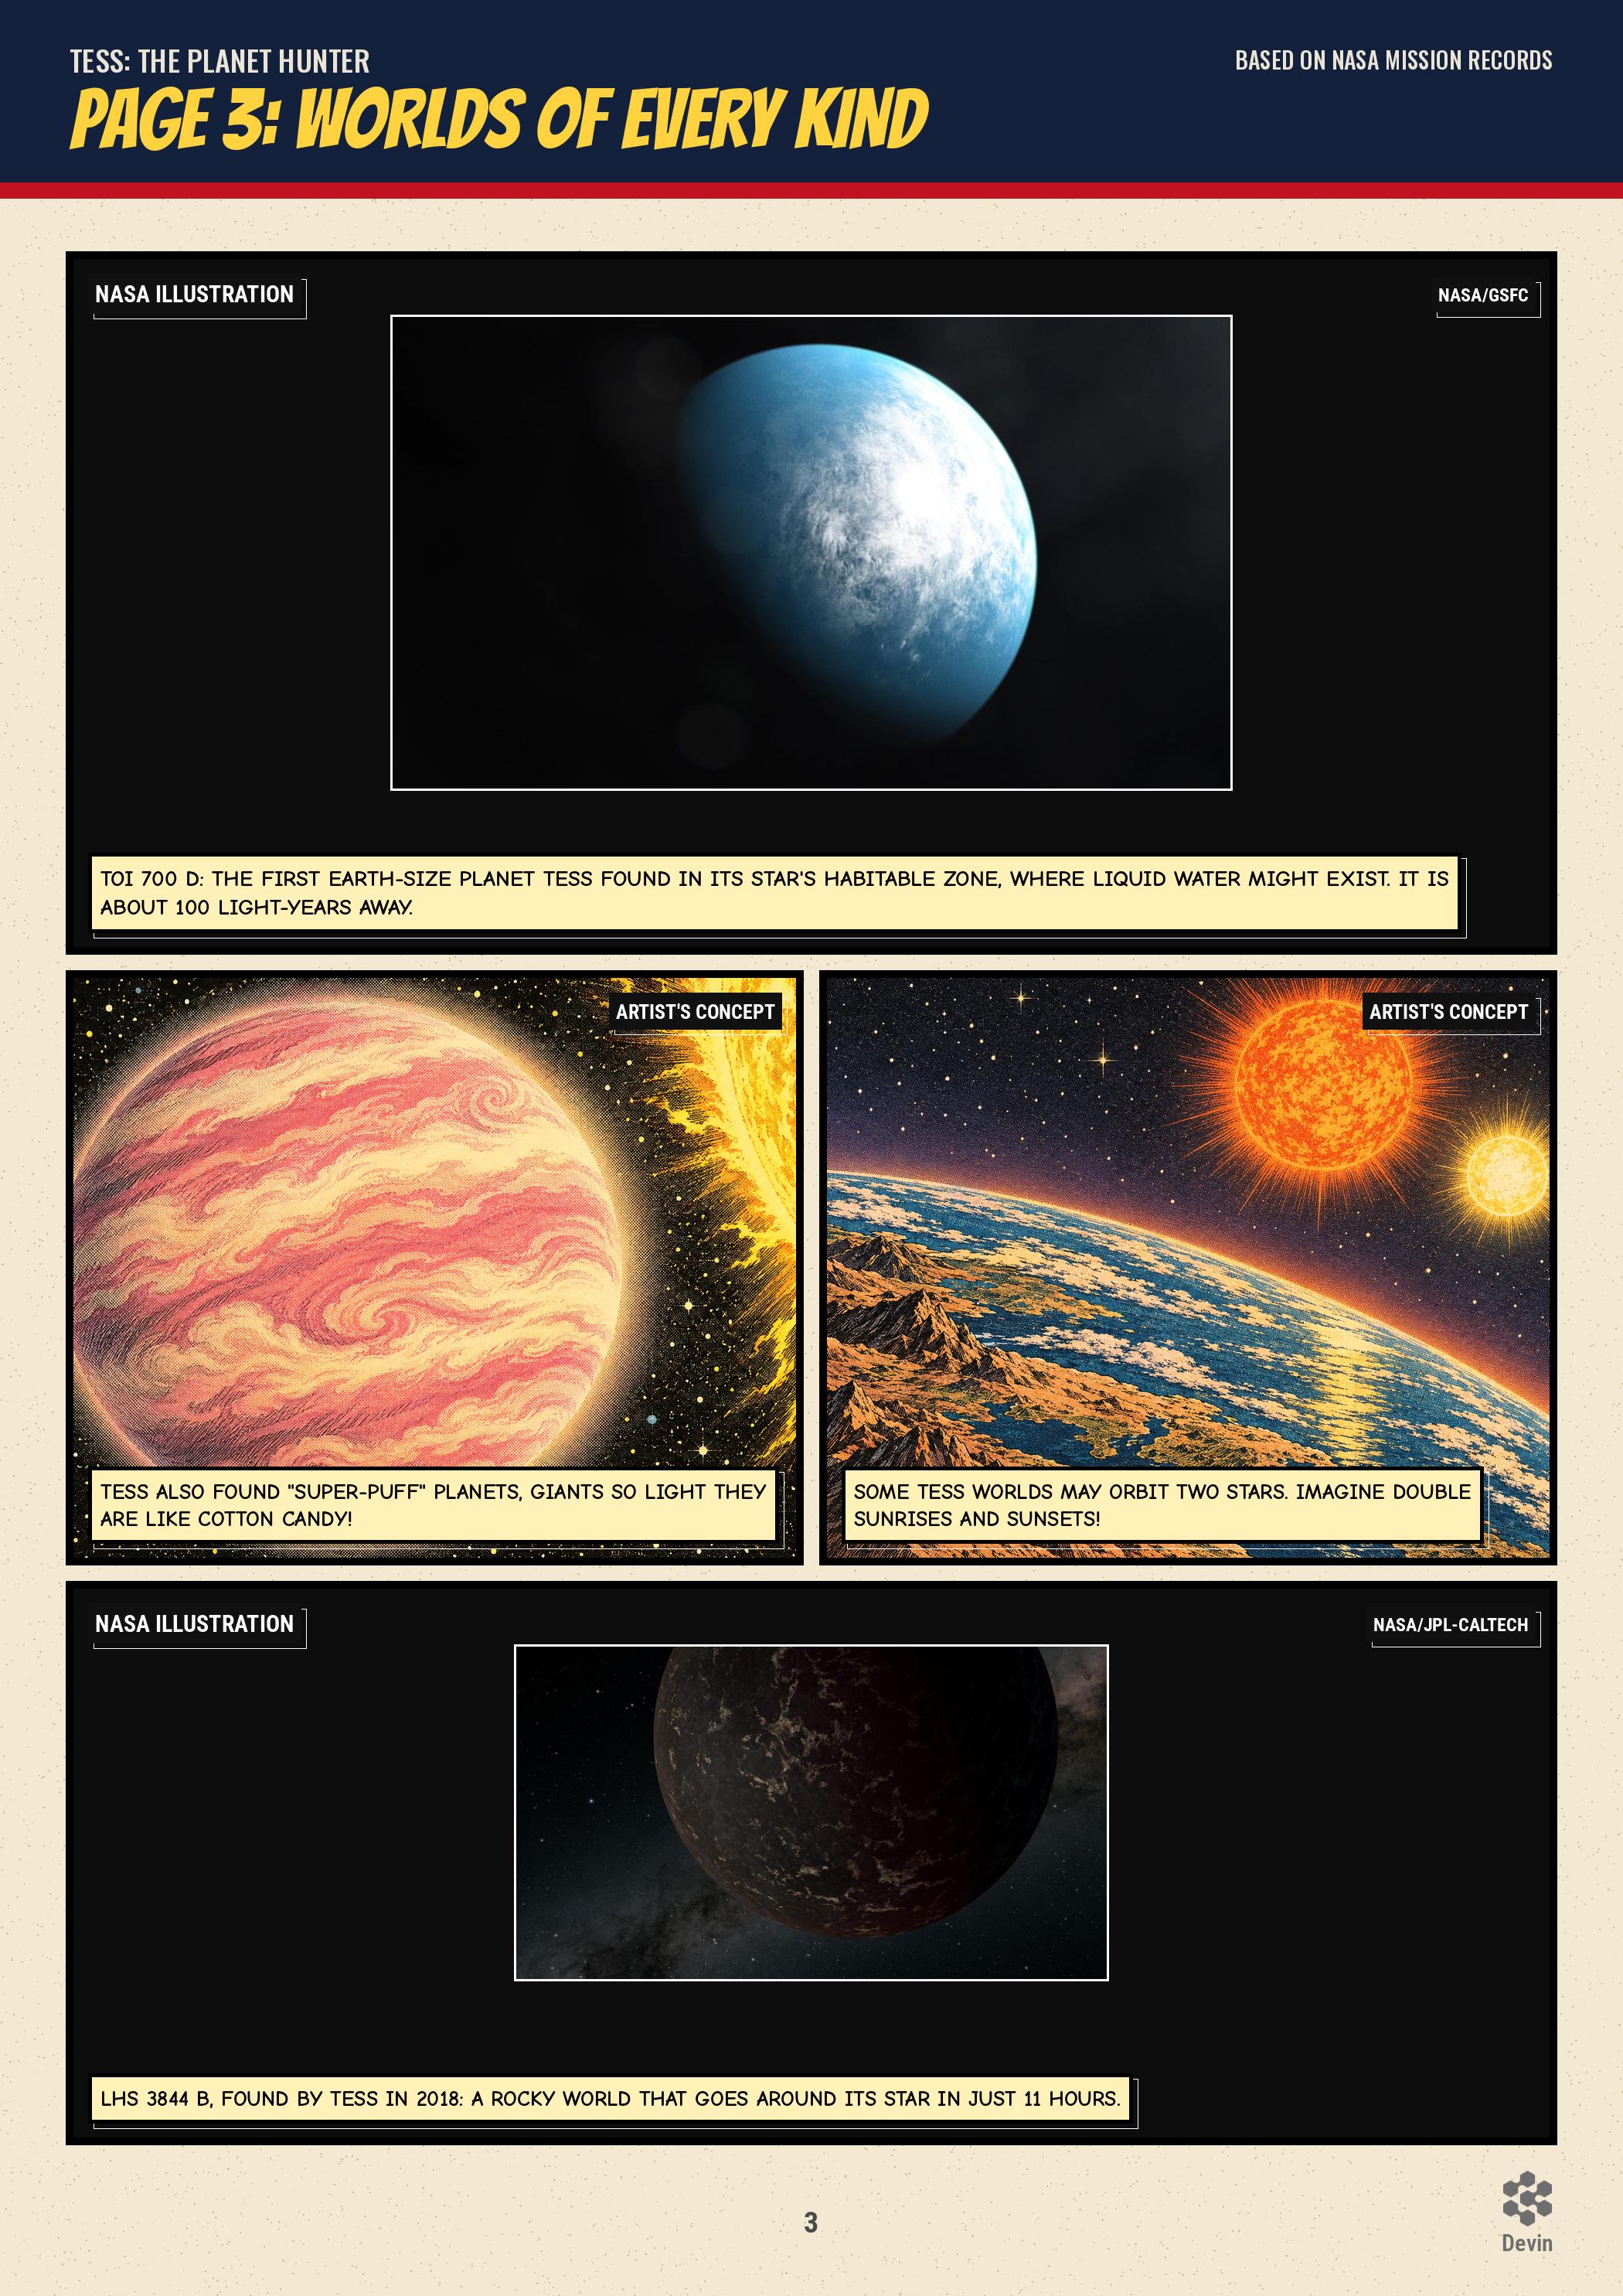 TESS: THE PLANET HUNTER
BASED ON NASA MISSION RECORDS
PAGE 3: WORLDS OF EVERY KIND
NASA ILLUSTRATION
NASA/GSFC
TOI 700 D: THE FIRST EARTH-SIZE PLANET TESS FOUND IN ITS STAR'S HABITABLE ZONE, WHERE LIQUID WATER MIGHT EXIST. IT IS
ABOUT 100 LIGHT-YEARS AWAY.
ARTIST'S CONCEPT
TESS ALSO FOUND "SUPER-PUFF" PLANETS, GIANTS SO LIGHT THEY
ARE LIKE COTTON CANDY!
ARTIST'S CONCEPT
SOME TESS WORLDS MAY ORBIT TWO STARS. IMAGINE DOUBLE
SUNRISES AND SUNSETS!
NASA ILLUSTRATION
NASA/JPL-CALTECH
LHS 3844 B, FOUND BY TESS IN 2018: A ROCKY WORLD THAT GOES AROUND ITS STAR IN JUST 11 HOURS.
3
Devin